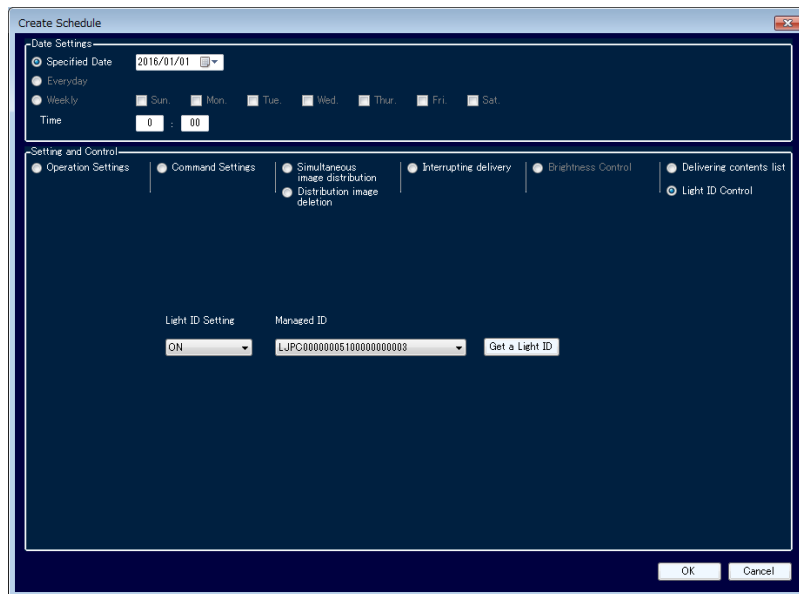 Create Schedule
Date Settings
Specified Date 2016/01/01
Everyday
Weekly Sun. Mon. Tue. Wed. Thur. Fri. Sat.
Time 0 : 00
Setting and Control
Operation Settings Command Settings Simultaneous image distribution Interrupting delivery Brightness Control Delivering contents list
Distribution image deletion Light ID Control
Light ID Setting Managed ID
ON LJPC00000005100000000003 Get a Light ID
OK Cancel